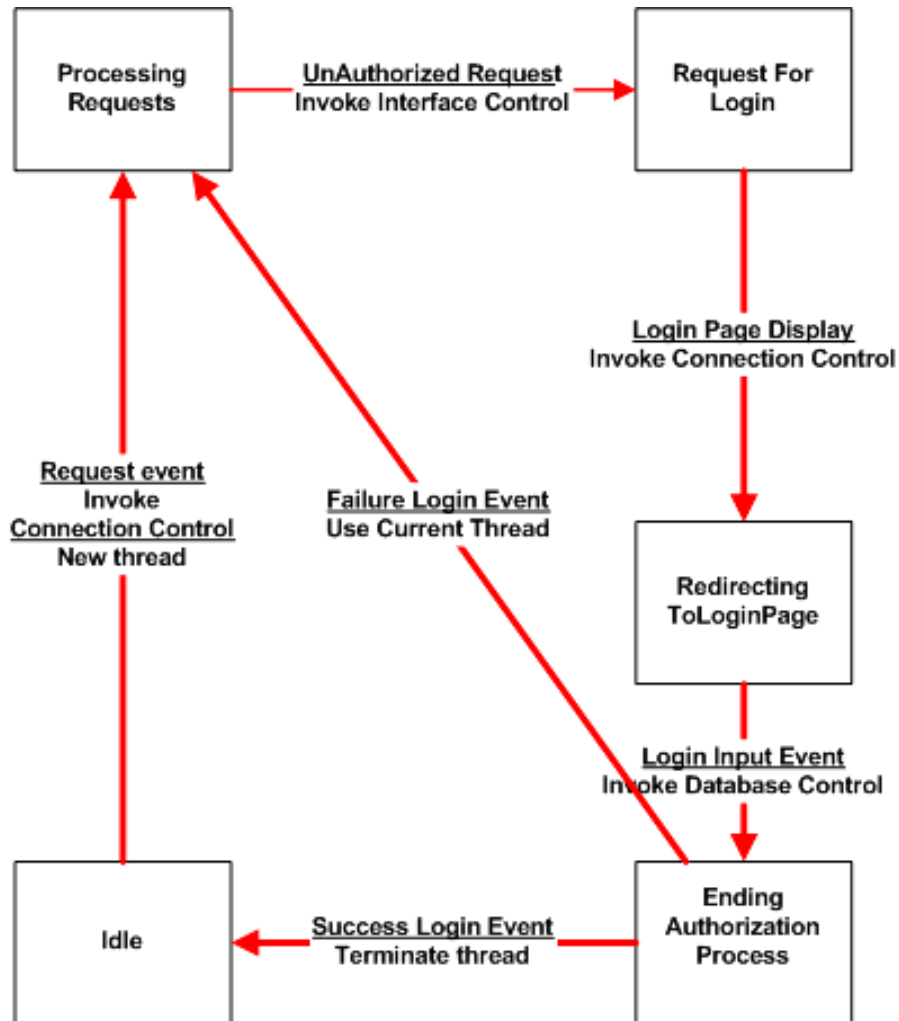 Processing
Requests
UnAuthorized Request
Invoke Interface Control
Request For
Login
Login Page Display
Invoke Connection Control
Request event
Invoke
Connection Control
New thread
Failure Login Event
Use Current Thread
Redirecting
ToLoginPage
Login Input Event
Invoke Database Control
Idle
Success Login Event
Terminate thread
Ending
Authorization
Process